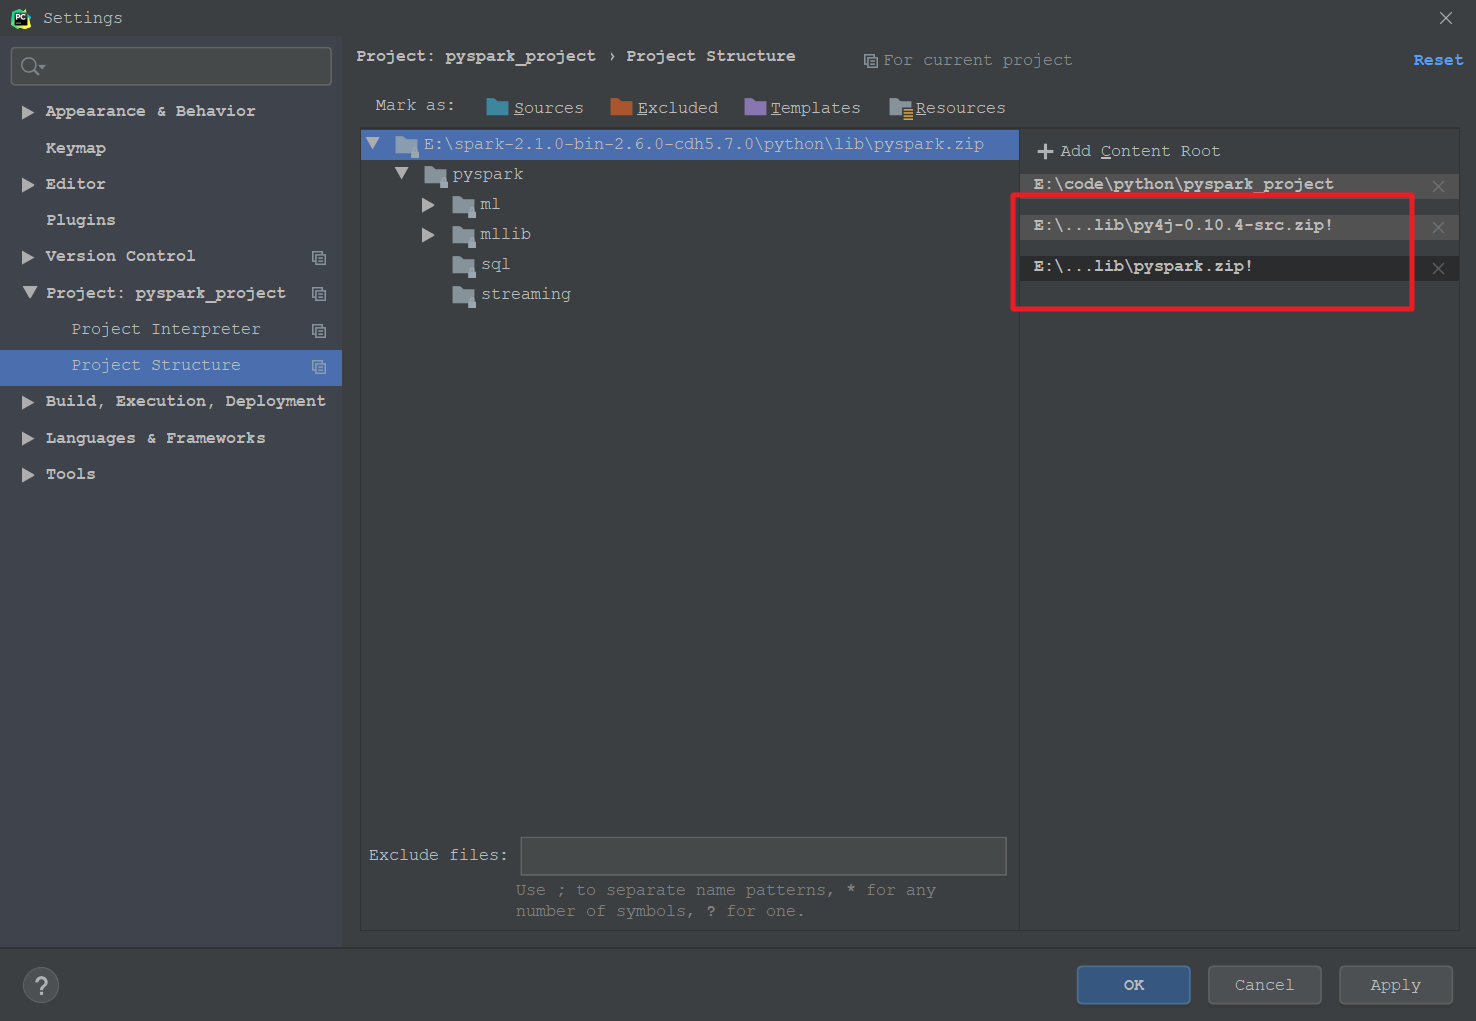 Settings
Project: pyspark_project › Project Structure
For current project
Reset
Appearance & Behavior
Keymap
Editor
Plugins
Version Control
Project: pyspark_project
Project Interpreter
Project Structure
Build, Execution, Deployment
Languages & Frameworks
Tools
Mark as: Sources Excluded Templates Resources
E:\spark-2.1.0-bin-2.6.0-cdh5.7.0\python\lib\pyspark.zip
pyspark
ml
mllib
sql
streaming
Add Content Root
E:\code\python\pyspark_project
E:\...lib\py4j-0.10.4-src.zip!
E:\...lib\pyspark.zip!
Exclude files:
Use ; to separate name patterns, * for any
number of symbols, ? for one.
?
OK Cancel Apply